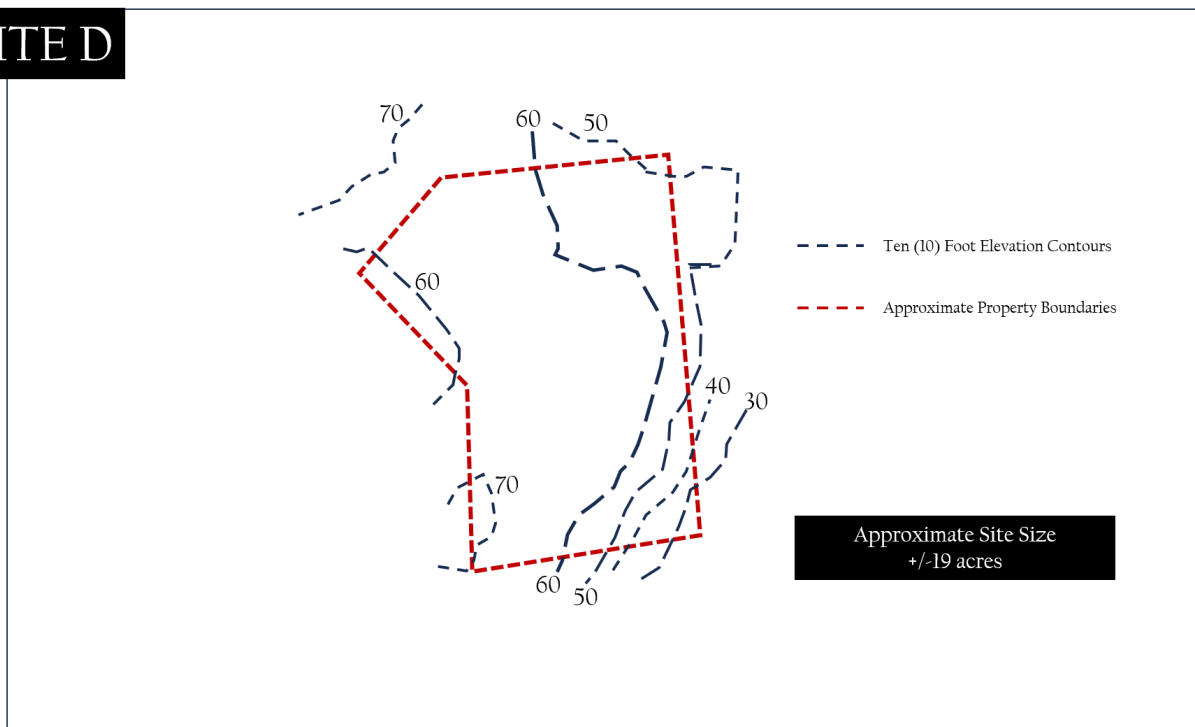 ITE D
70
60
50
60
40
30
70
60
50
Ten (10) Foot Elevation Contours
Approximate Property Boundaries
Approximate Site Size
+/-19 acres